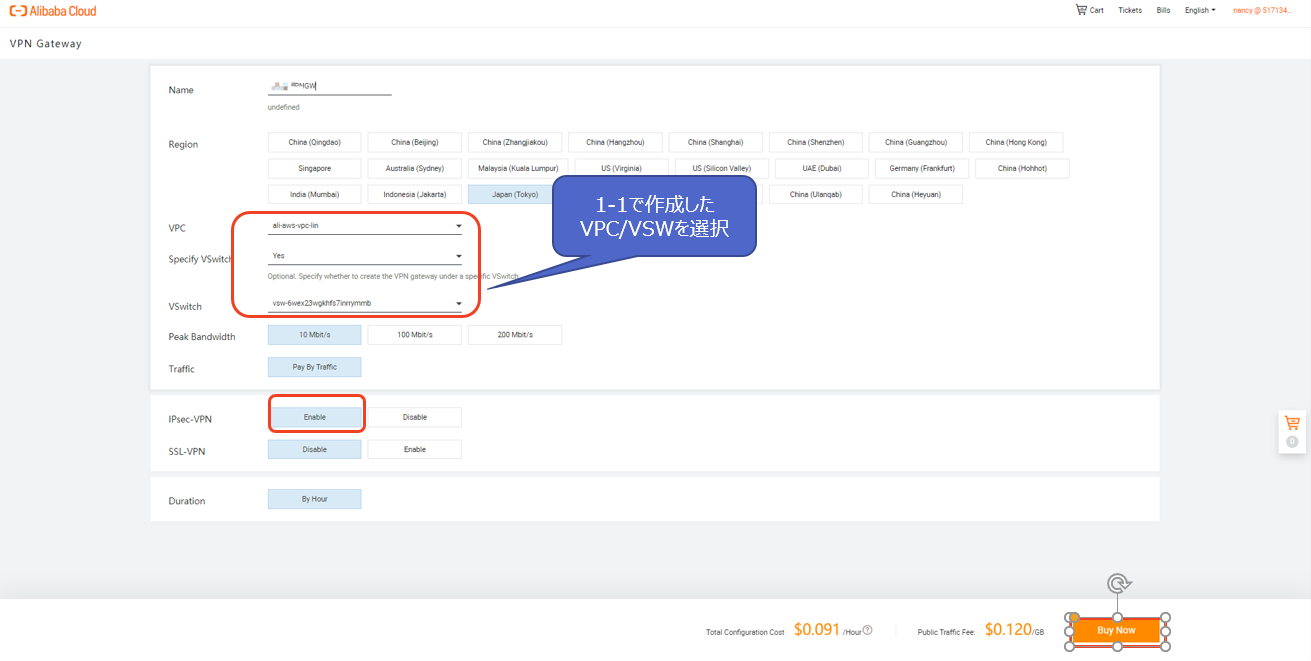 Alibaba Cloud
Cart Tickets Bills English nancy @ 517134...
VPN Gateway
Name
undefined
Region China (Qingdao) China (Beijing) China (Zhangjiakou) China (Hangzhou) China (Shanghai) China (Shenzhen) China (Guangzhou) China (Hong Kong)
Singapore Australia (Sydney) Malaysia (Kuala Lumpur) US (Virginia) US (Silicon Valley) UAE (Dubai) Germany (Frankfurt) China (Hohhot)
India (Mumbai) Indonesia (Jakarta) Japan (Tokyo) China (Ulanqab) China (Heyuan)
1-1で作成した
VPC/VSWを選択
VPC ali-aws-vpc-lin
Specify VSwitch Yes
Optional. Specify whether to create the VPN gateway under a specific VSwitch
VSwitch vsw-6wex23wgkhfs7inrrymmb
Peak Bandwidth 10 Mbit/s 100 Mbit/s 200 Mbit/s
Traffic Pay By Traffic
IPsec-VPN Enable Disable
SSL-VPN Disable Enable
0
Duration By Hour
Total Configuration Cost $0.091 /Hour Public Traffic Fee: $0.120/GB Buy Now